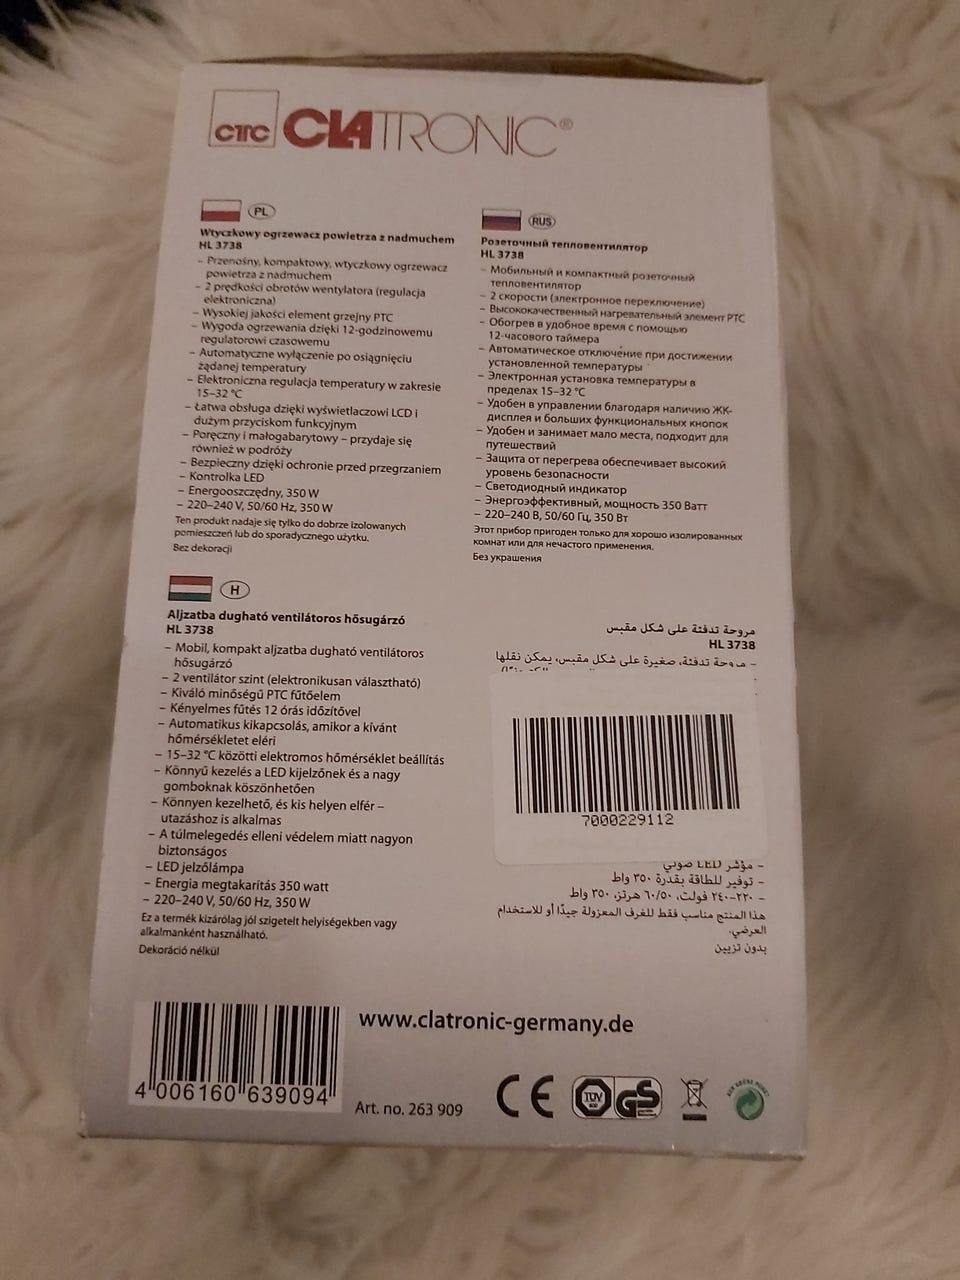 CTC CLATRONIC®
PL
Wtyczkowy ogrzewacz powietrza z nadmuchem
HL 3738
– Przenośny, kompaktowy, wtyczkowy ogrzewacz
powietrza z nadmuchem
– 2 prędkości obrotów wentylatora (regulacja
elektroniczna)
– Wysokiej jakości element grzejny PTC
– Wygoda ogrzewania dzięki 12-godzinowemu
regulatorowi czasowemu
– Automatyczne wyłączenie po osiągnięciu
żądanej temperatury
– Elektroniczna regulacja temperatury w zakresie
15–32 °C
– Łatwa obsługa dzięki wyświetlaczowi LCD i
dużym przyciskom funkcyjnym
– Poręczny i małogabarytowy – przydaje się
również w podróży
– Bezpieczny dzięki ochronie przed przegrzaniem
– Kontrolka LED
– Energooszczędny, 350 W
– 220–240 V, 50/60 Hz, 350 W
Ten produkt nadaje się tylko do dobrze izolowanych
pomieszczeń lub do sporadycznego użytku.
Bez dekoracji
RUS
Розеточный тепловентилятор
HL 3738
– Мобильный и компактный розеточный
тепловентилятор
– 2 скорости (электронное переключение)
– Высококачественный нагревательный элемент PTC
– Обогрев в удобное время с помощью
12-часового таймера
– Автоматическое отключение при достижении
установленной температуры
– Электронная установка температуры в
пределах 15–32 °C
– Удобен в управлении благодаря наличию ЖК-
дисплея и больших функциональных кнопок
– Удобен и занимает мало места, подходит для
путешествий
– Защита от перегрева обеспечивает высокий
уровень безопасности
– Светодиодный индикатор
– Энергоэффективный, мощность 350 Ватт
– 220–240 В, 50/60 Гц, 350 Вт
Этот прибор пригоден только для хорошо изолированных
комнат или для нечастого применения.
Без украшения
H
Aljzatba dugható ventilátoros hősugárzó
HL 3738
– Mobil, kompakt aljzatba dugható ventilátoros
hősugárzó
– 2 ventilátor szint (elektronikusan választható)
– Kiváló minőségű PTC fűtőelem
– Kényelmes fűtés 12 órás időzítővel
– Automatikus kikapcsolás, amikor a kívánt
hőmérsékletet eléri
– 15–32 °C közötti elektromos hőmérséklet beállítás
– Könnyű kezelés a LED kijelzőnek és a nagy
gomboknak köszönhetően
– Könnyen kezelhető, és kis helyen elfér –
utazáshoz is alkalmas
– A túlmelegedés elleni védelem miatt nagyon
biztonságos
– LED jelzőlámpa
– Energia megtakarítás 350 watt
– 220–240 V, 50/60 Hz, 350 W
Ez a termék kizárólag jól szigetelt helyiségekben vagy
alkalmanként használható.
Dekoráció nélkül
مروحة تدفئة على شكل مقبس
HL 3738
– مروحة تدفئة، صغيرة على شكل مقبس، يمكن نقلها
7000229112
– مؤشر LED ضوئي
– توفير للطاقة بقدرة ٣٥٠ واط
– ٢٢٠-٢٤٠ فولت، ٦٠/٥٠ هرتز، ٣٥٠ واط
هذا المنتج مناسب فقط للغرف المعزولة جيدًا أو للاستخدام
العرضي.
بدون تزيين
4 006160 639094
www.clatronic-germany.de
Art. no. 263 909
CE TÜV GS